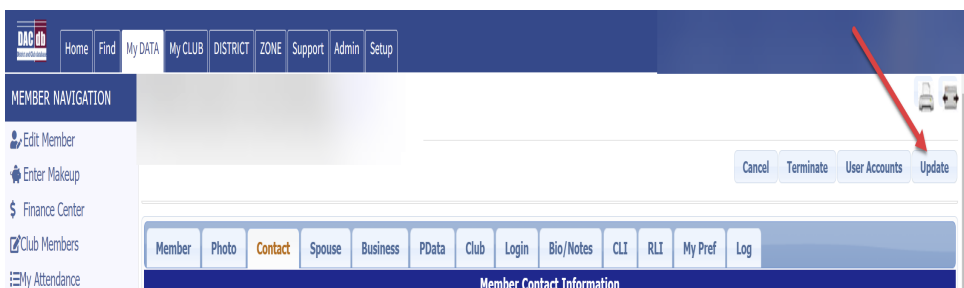 DAC db
Home Find My DATA My CLUB DISTRICT ZONE Support Admin Setup
MEMBER NAVIGATION
Edit Member
Enter Makeup
$ Finance Center
Club Members
My Attendance
Cancel Terminate User Accounts Update
Member Photo Contact Spouse Business PData Club Login Bio/Notes CLI RLI My Pref Log
Member Contact Information